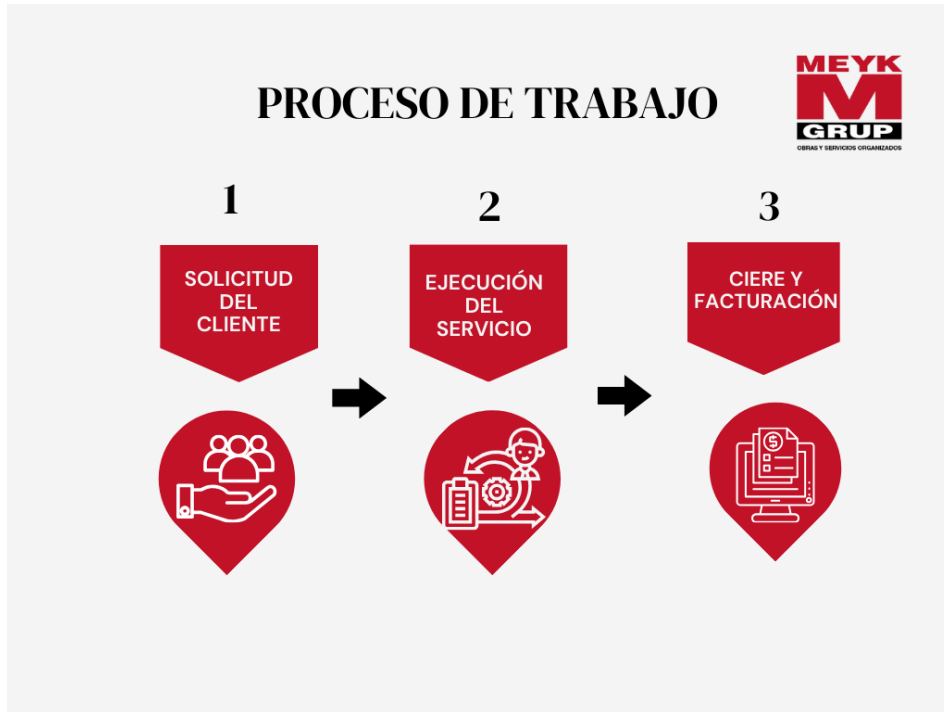 PROCESO DE TRABAJO
MEYK
M
GRUP
OBRAS Y SERVICIOS ORGANIZADOS
1
SOLICITUD
DEL
CLIENTE
2
EJECUCIÓN
DEL
SERVICIO
3
CIERE Y
FACTURACIÓN
$